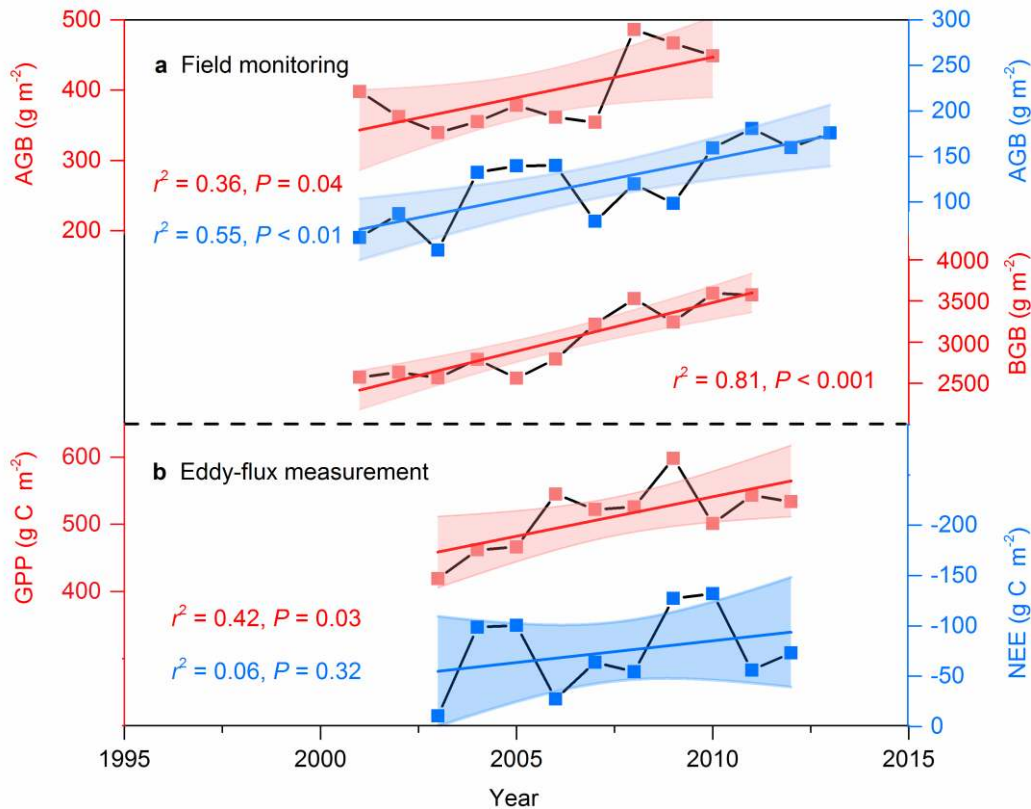 500
400
300
200
AGB (g m-2)
a Field monitoring
r2 = 0.36, P = 0.04
r2 = 0.55, P < 0.01
300
250
200
150
100
AGB (g m-2)
4000
3500
3000
2500
BGB (g m-2)
r2 = 0.81, P < 0.001
600
500
400
GPP (g C m-2)
b Eddy-flux measurement
r2 = 0.42, P = 0.03
r2 = 0.06, P = 0.32
-200
-150
-100
-50
0
NEE (g C m-2)
1995 2000 2005 2010 2015
Year